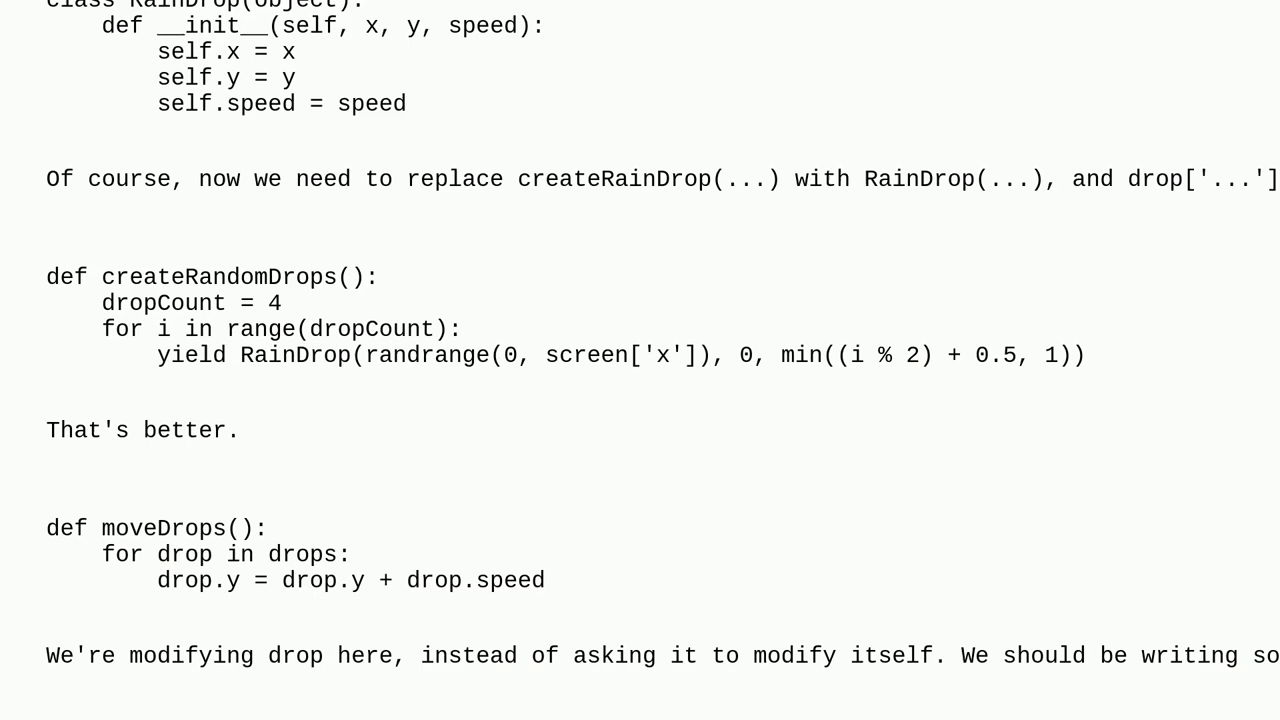 class RainDrop(object):
    def __init__(self, x, y, speed):
        self.x = x
        self.y = y
        self.speed = speed
Of course, now we need to replace createRainDrop(...) with RainDrop(...), and drop['...']
def createRandomDrops():
    dropCount = 4
    for i in range(dropCount):
        yield RainDrop(randrange(0, screen['x']), 0, min((i % 2) + 0.5, 1))
That's better.
def moveDrops():
    for drop in drops:
        drop.y = drop.y + drop.speed
We're modifying drop here, instead of asking it to modify itself. We should be writing so